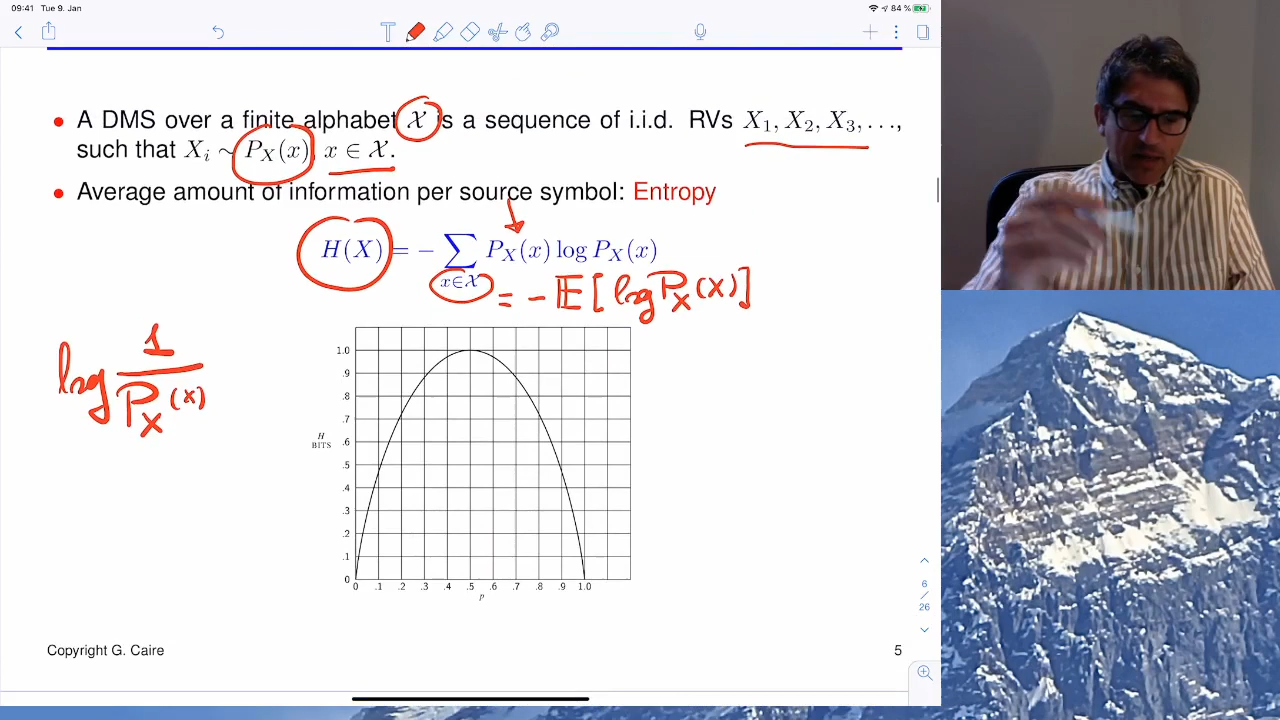 09:41 Tue 9. Jan 84 %
• A DMS over a finite alphabet 𝒳 is a sequence of i.i.d. RVs X₁, X₂, X₃, …,
such that Xᵢ ∼ P_X(x), x ∈ 𝒳.
• Average amount of information per source symbol: Entropy
H(X) = − ∑ P_X(x) log P_X(x)
x∈𝒳
= − 𝔼 [ log P_X(X) ]
log 1 / P_X(x)
1.0
.9
.8
.7
.6
.5
.4
.3
.2
.1
0
H
BITS
0 .1 .2 .3 .4 .5 .6 .7 .8 .9 1.0
p
6
/
26
Copyright G. Caire 5